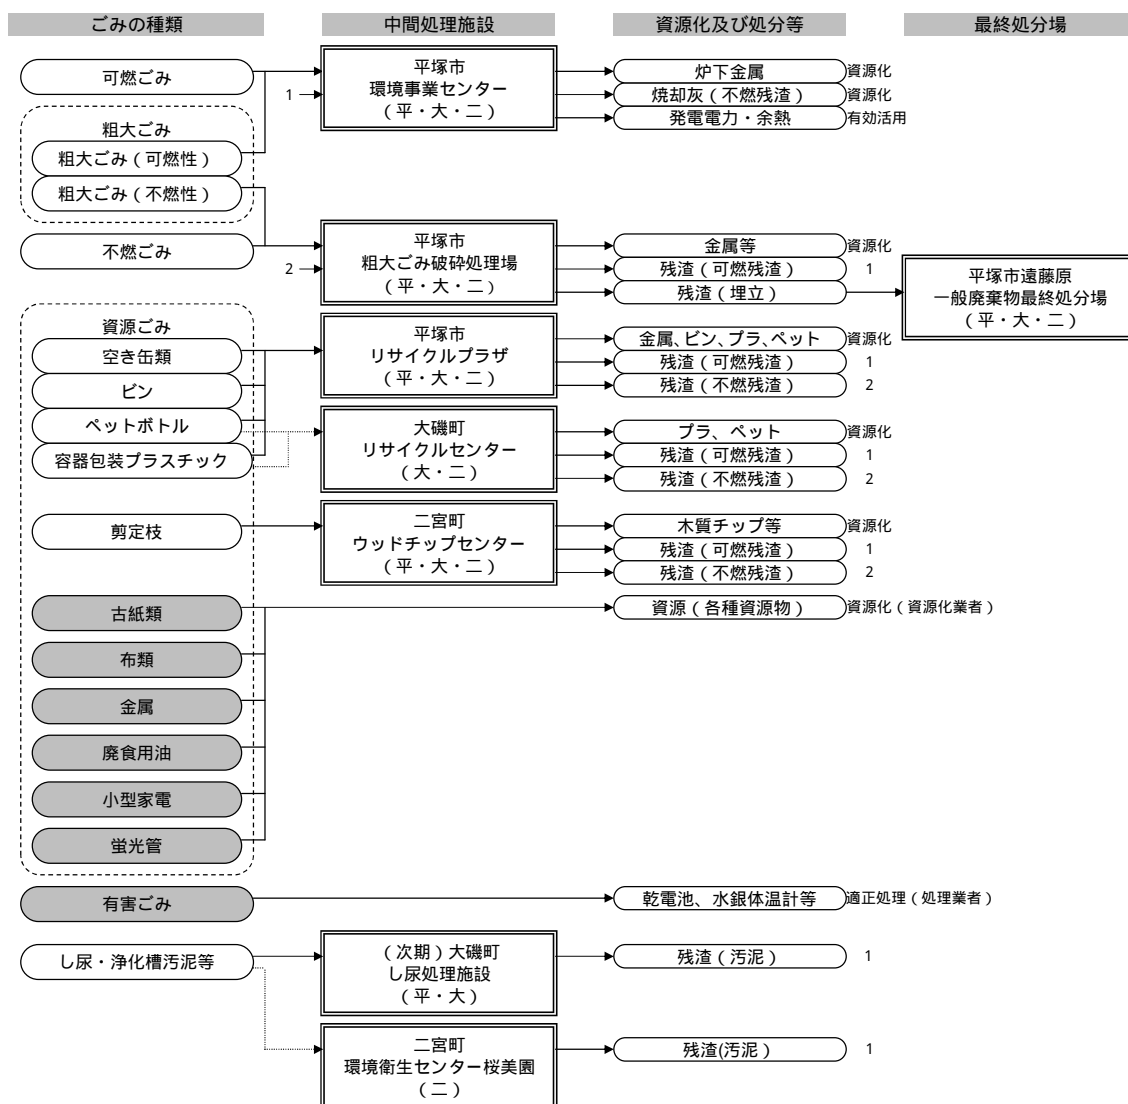 ごみの種類
中間処理施設
資源化及び処分等
最終処分場
可燃ごみ
粗大ごみ
粗大ごみ（可燃性）
粗大ごみ（不燃性）
不燃ごみ
資源ごみ
空き缶類
ビン
ペットボトル
容器包装プラスチック
剪定枝
古紙類
布類
金属
廃食用油
小型家電
蛍光管
有害ごみ
し尿・浄化槽汚泥等
1
平塚市
環境事業センター
（平・大・二）
2
平塚市
粗大ごみ破砕処理場
（平・大・二）
平塚市
リサイクルプラザ
（平・大・二）
大磯町
リサイクルセンター
（大・二）
二宮町
ウッドチップセンター
（平・大・二）
（次期）大磯町
し尿処理施設
（平・大）
二宮町
環境衛生センター桜美園
（二）
炉下金属 資源化
焼却灰（不燃残渣） 資源化
発電電力・余熱 有効活用
金属等 資源化
残渣（可燃残渣） 1
残渣（埋立）
金属、ビン、プラ、ペット 資源化
残渣（可燃残渣） 1
残渣（不燃残渣） 2
プラ、ペット 資源化
残渣（可燃残渣） 1
残渣（不燃残渣） 2
木質チップ等 資源化
残渣（可燃残渣） 1
残渣（不燃残渣） 2
資源（各種資源物） 資源化（資源化業者）
乾電池、水銀体温計等 適正処理（処理業者）
残渣（汚泥） 1
残渣(汚泥） 1
平塚市遠藤原
一般廃棄物最終処分場
（平・大・二）